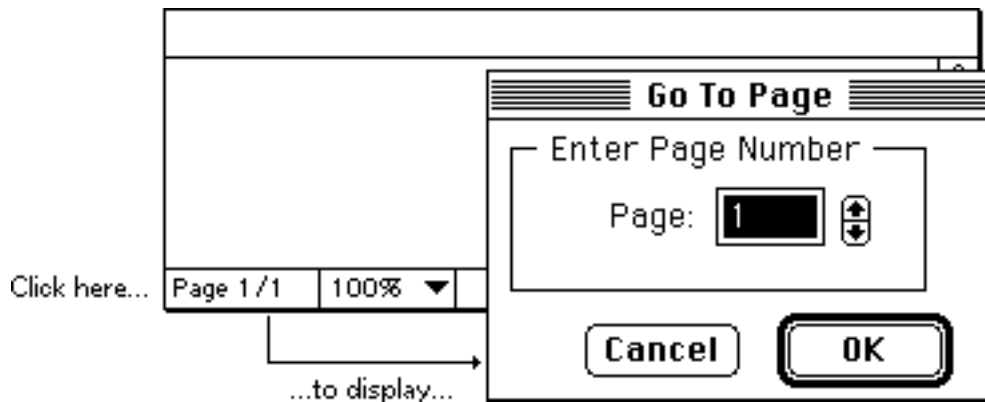 Go To Page
Enter Page Number
Page: 1
Click here... Page 1/1 100%
Cancel OK
...to display...